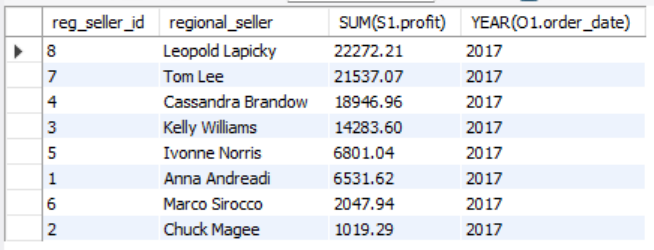 reg_seller_id regional_seller SUM(S1.profit) YEAR(O1.order_date)
8 Leopold Lapicky 22272.21 2017
7 Tom Lee 21537.07 2017
4 Cassandra Brandow 18946.96 2017
3 Kelly Williams 14283.60 2017
5 Ivonne Norris 6801.04 2017
1 Anna Andreadi 6531.62 2017
6 Marco Sirocco 2047.94 2017
2 Chuck Magee 1019.29 2017